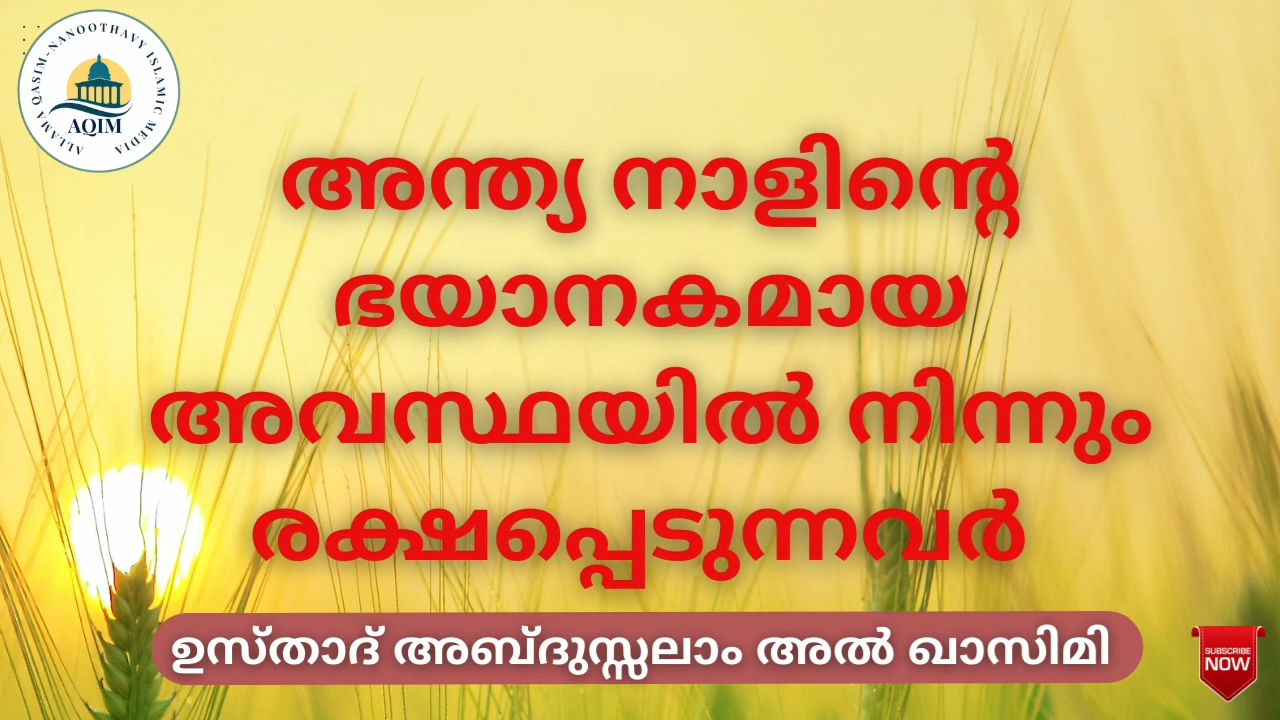 ALLAMA QASIM-NANOOTHAVY ISLAMIC MEDIA
AQIM
അന്ത്യ നാളിന്റെ
ഭയാനകമായ
അവസ്ഥയിൽ നിന്നും
രക്ഷപ്പെടുന്നവർ
ഉസ്താദ് അബ്ദുസ്സലാം അൽ ഖാസിമി
SUBSCRIBE
NOW